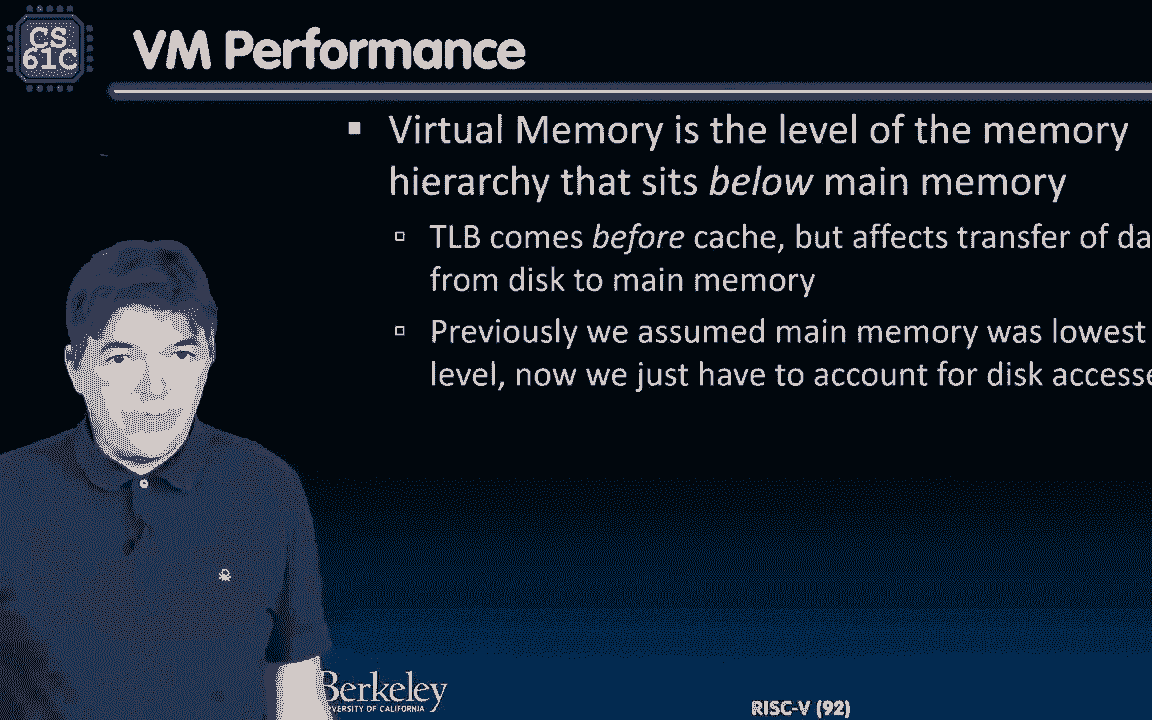 CS
61C
VM Performance
Virtual Memory is the level of the memory
hierarchy that sits below main memory
TLB comes before cache, but affects transfer of da
from disk to main memory
Previously we assumed main memory was lowest
level, now we just have to account for disk accesse
Berkeley
UNIVERSITY OF CALIFORNIA
RISC-V (92)